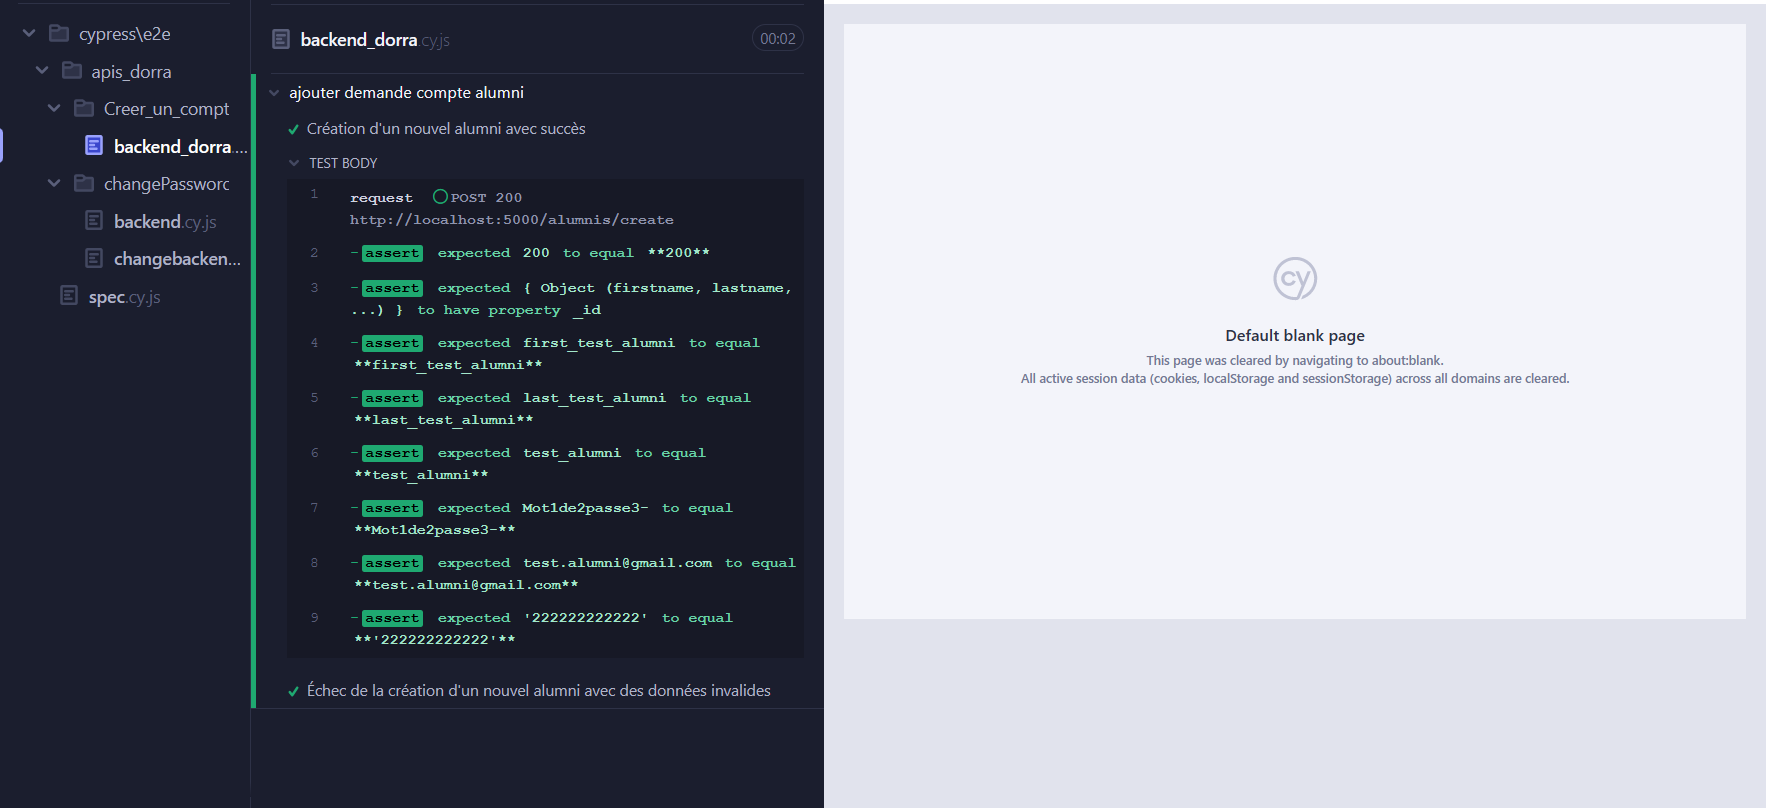 cypress\e2e
apis_dorra
Creer_un_compt
backend_dorra....
changePassword
backend.cy.js
changebacken...
spec.cy.js
backend_dorra.cy.js
00:02
ajouter demande compte alumni
Création d'un nouvel alumni avec succès
TEST BODY
1 request POST 200
http://localhost:5000/alumnis/create
2 -assert expected 200 to equal **200**
3 -assert expected { Object (firstname, lastname,
...) } to have property _id
4 -assert expected first_test_alumni to equal
**first_test_alumni**
5 -assert expected last_test_alumni to equal
**last_test_alumni**
6 -assert expected test_alumni to equal
**test_alumni**
7 -assert expected Mot1de2passe3- to equal
**Mot1de2passe3-**
8 -assert expected test.alumni@gmail.com to equal
**test.alumni@gmail.com**
9 -assert expected '222222222222' to equal
**'222222222222'**
Échec de la création d'un nouvel alumni avec des données invalides
cy
Default blank page
This page was cleared by navigating to about:blank.
All active session data (cookies, localStorage and sessionStorage) across all domains are cleared.